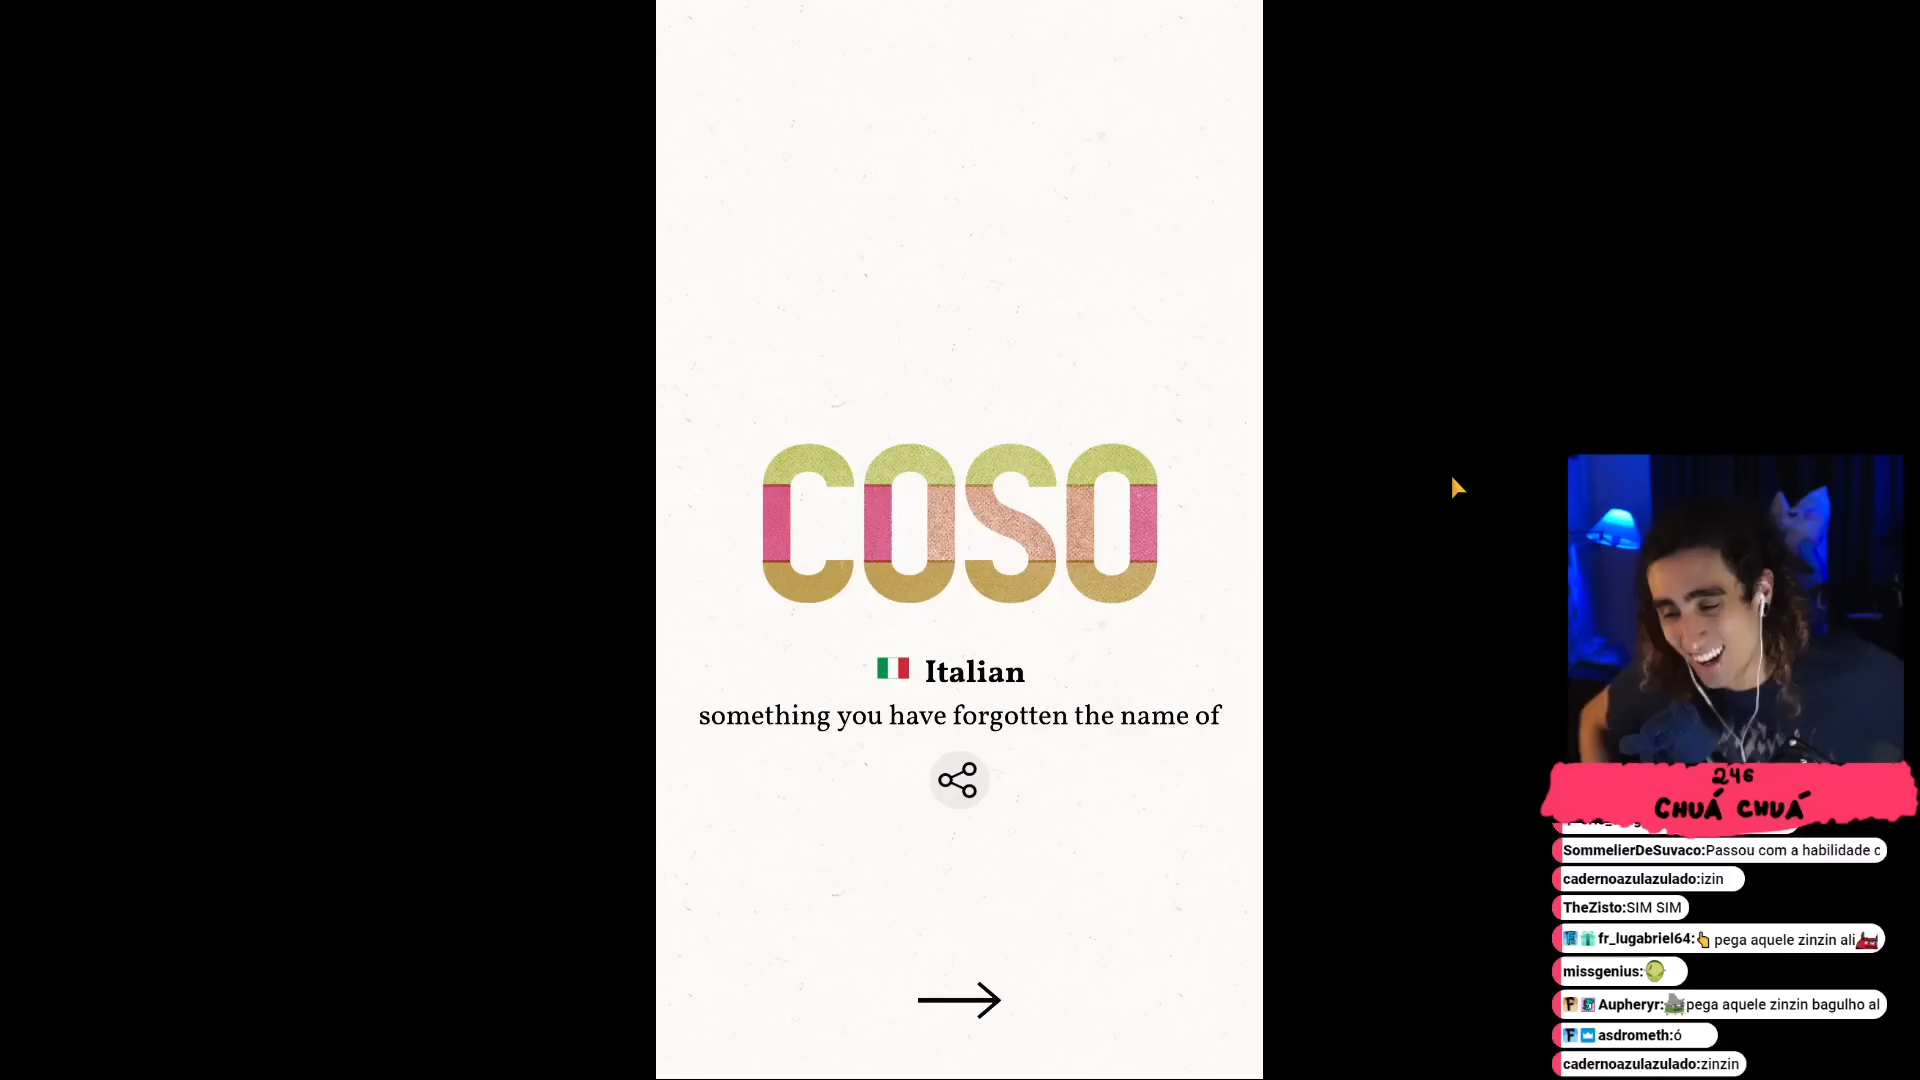 COSO
Italian
something you have forgotten the name of
246
CHUÁ CHUÁ
SommelierDeSuvaco:Passou com a habilidade c
cadernoazulazulado:izin
TheZisto:SIM SIM
fr_lugabriel64: pega aquele zinzin ali
missgenius:
Aupheryr: pega aquele zinzin bagulho al
asdrometh:ó
cadernoazulazulado:zinzin